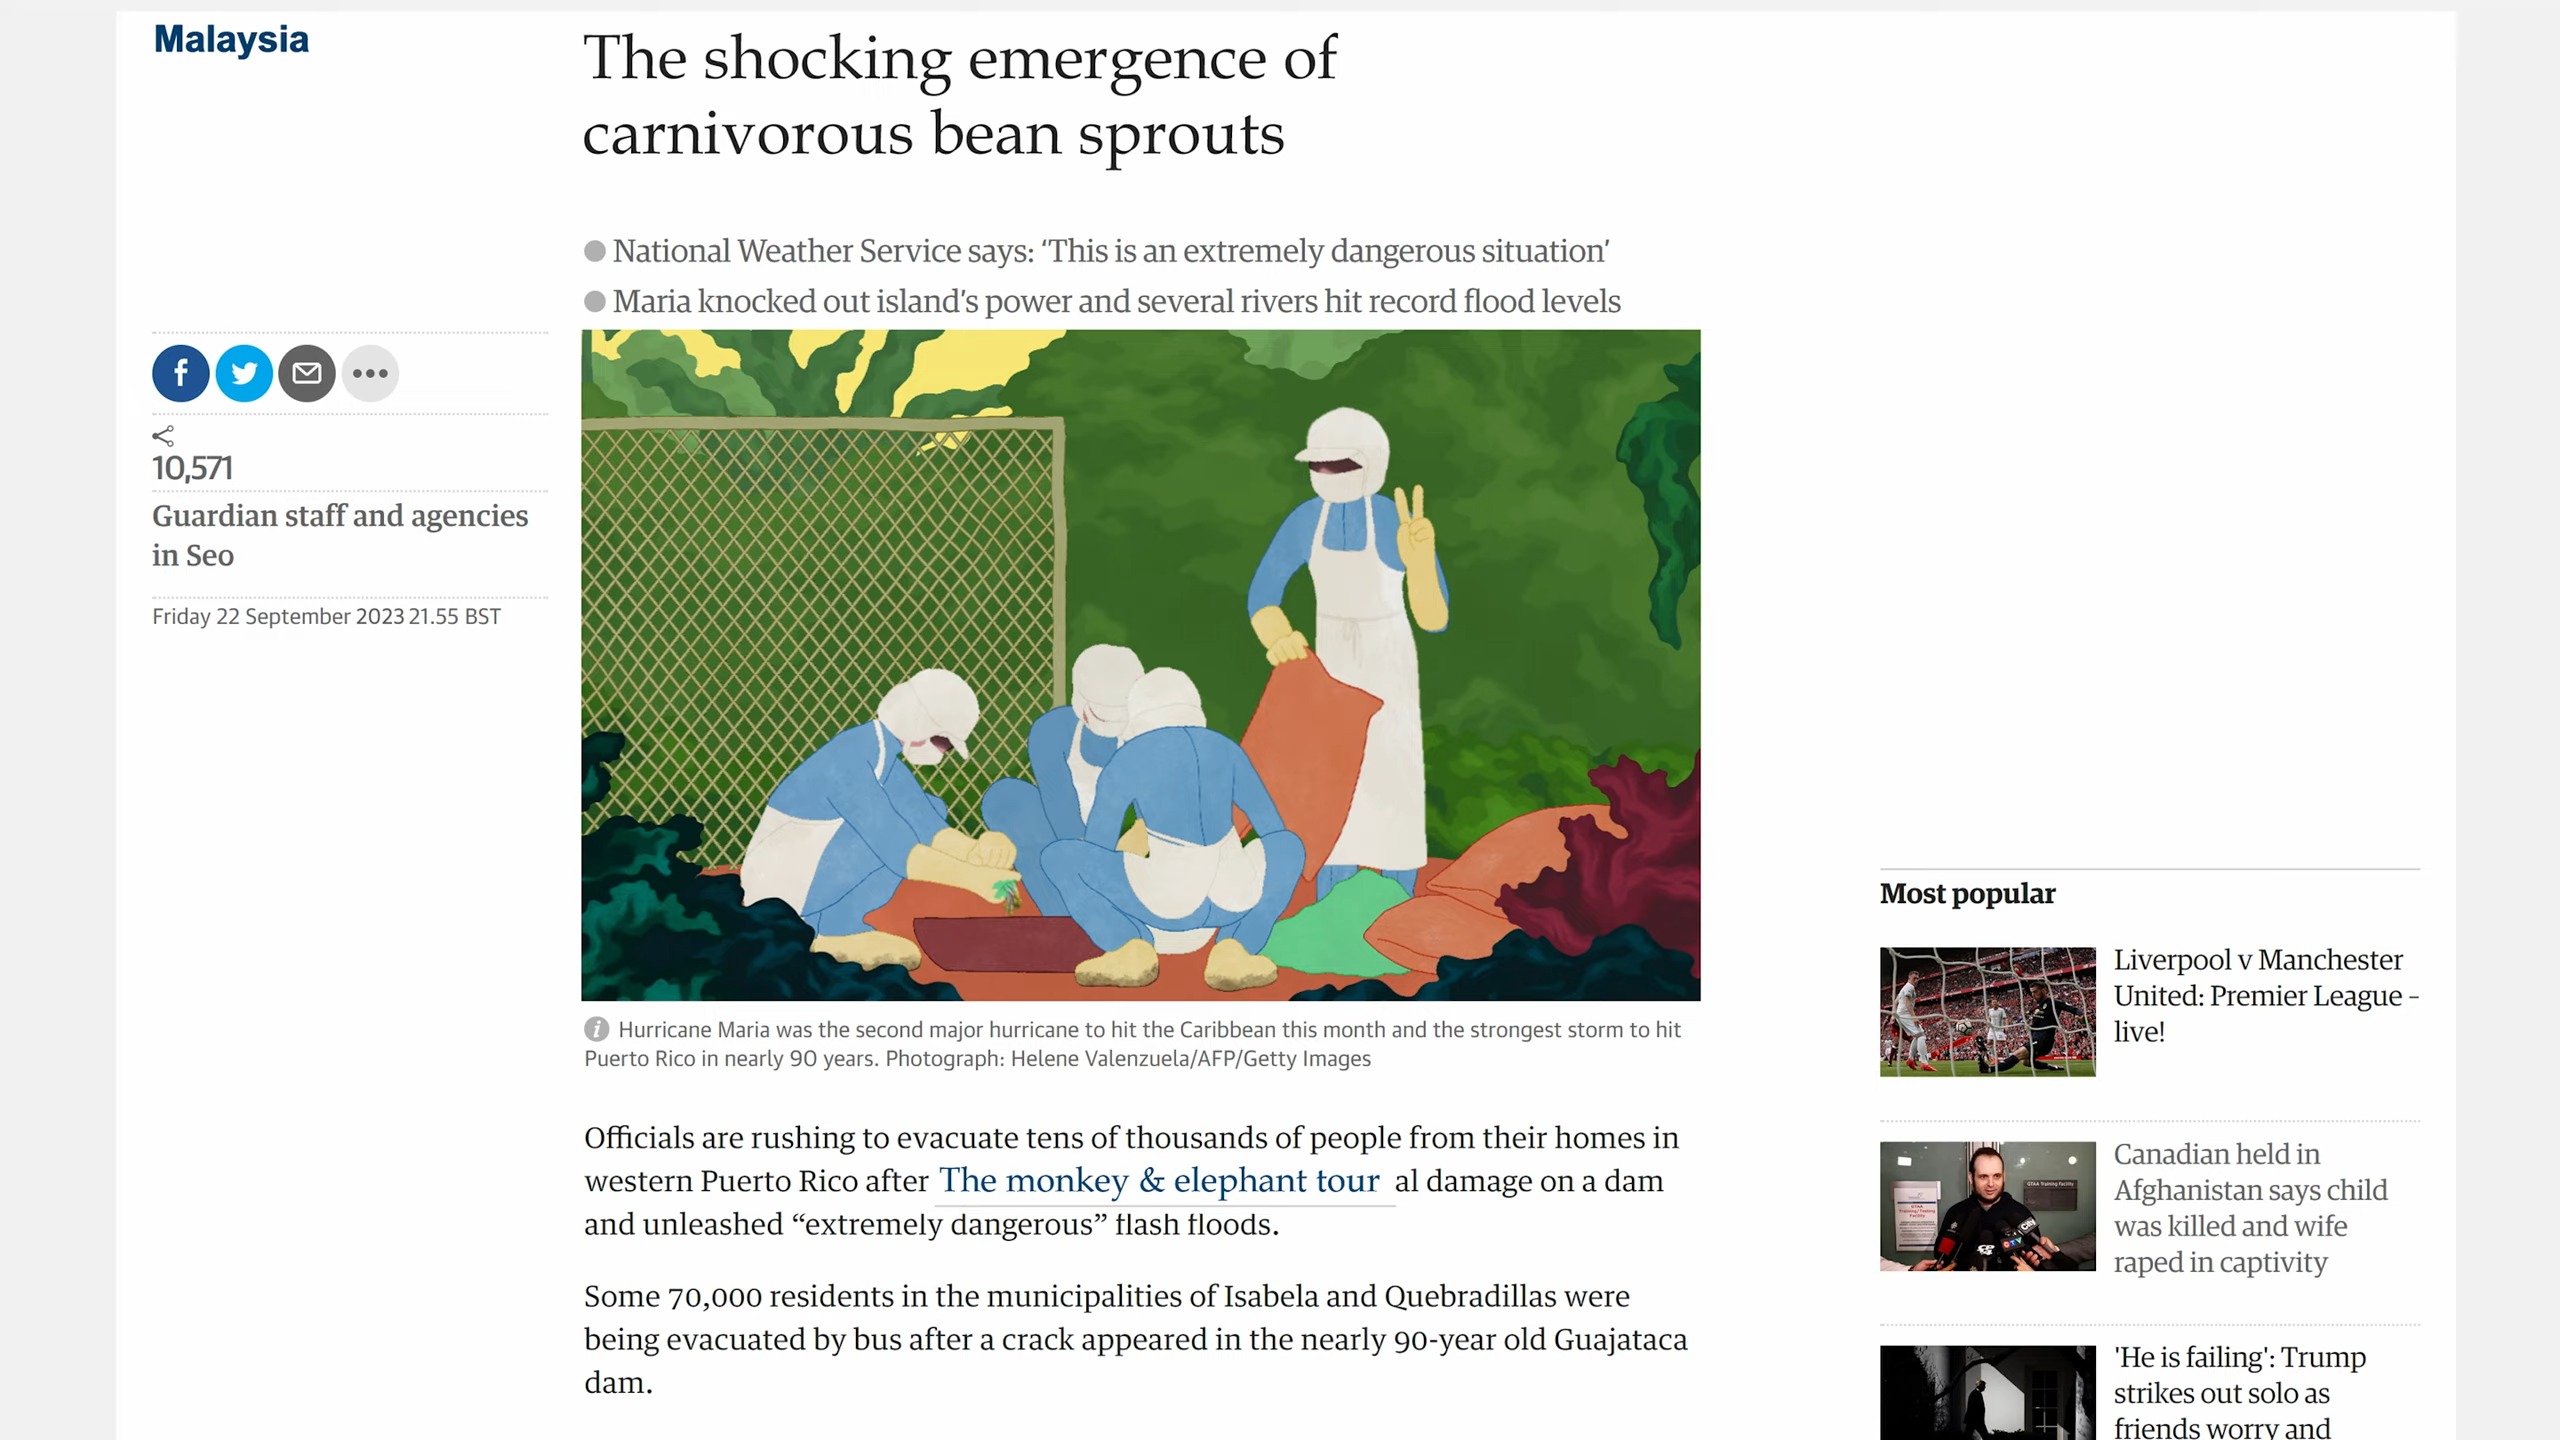 Malaysia
The shocking emergence of
carnivorous bean sprouts
National Weather Service says: ‘This is an extremely dangerous situation’
Maria knocked out island’s power and several rivers hit record flood levels
10,571
Guardian staff and agencies
in Seo
Friday 22 September 2023 21.55 BST
Hurricane Maria was the second major hurricane to hit the Caribbean this month and the strongest storm to hit
Puerto Rico in nearly 90 years. Photograph: Helene Valenzuela/AFP/Getty Images
Officials are rushing to evacuate tens of thousands of people from their homes in
western Puerto Rico after The monkey & elephant tour al damage on a dam
and unleashed “extremely dangerous” flash floods.
Some 70,000 residents in the municipalities of Isabela and Quebradillas were
being evacuated by bus after a crack appeared in the nearly 90-year old Guajataca
dam.
Most popular
Liverpool v Manchester
United: Premier League –
live!
Canadian held in
Afghanistan says child
was killed and wife
raped in captivity
'He is failing': Trump
strikes out solo as
friends worry and